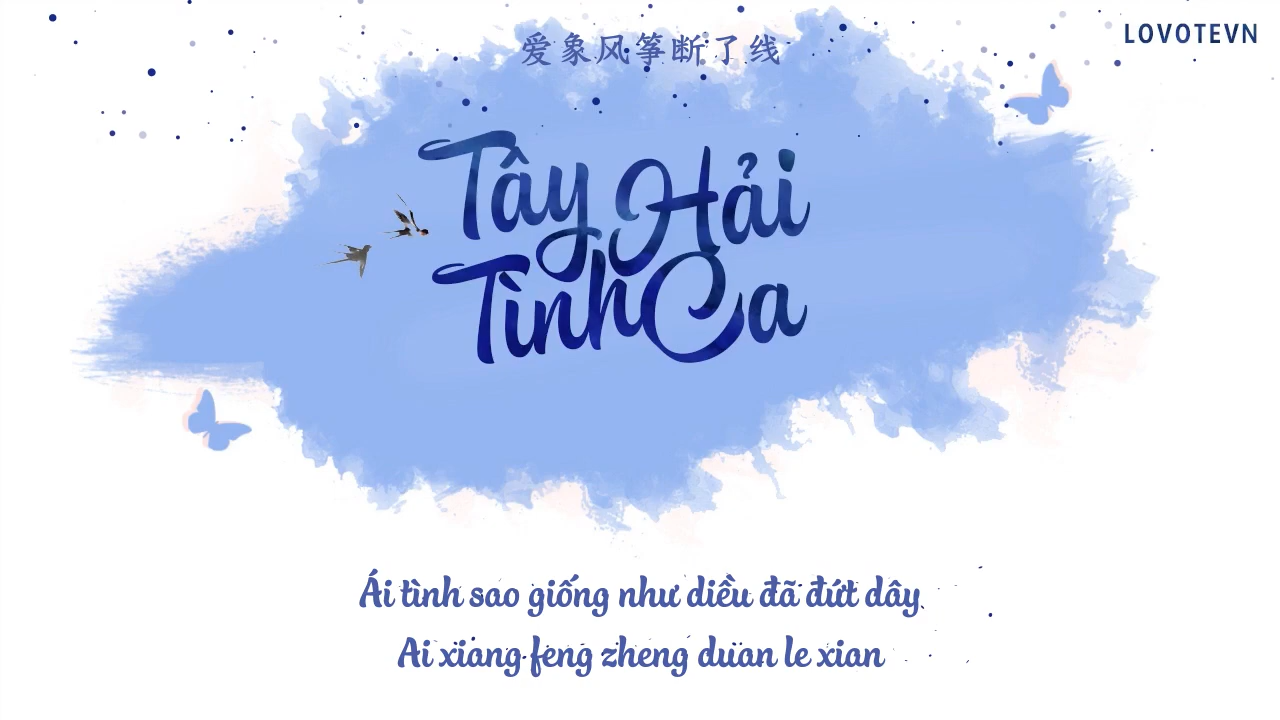 LOVOTEVN
爱象风筝断了线
Tây Hải
Tình Ca
Ái tình sao giống như diều đã đứt dây
Ai xiang feng zheng duan le xian